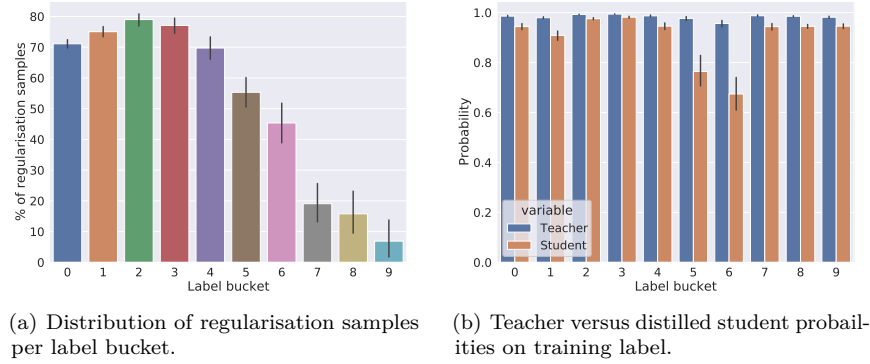 80
70
60
50
40
30
20
10
0
% of regularisation samples
0 1 2 3 4 5 6 7 8 9
Label bucket
1.0
0.8
0.6
0.4
0.2
0.0
Probability
variable
Teacher
Student
0 1 2 3 4 5 6 7 8 9
Label bucket
(a) Distribution of regularisation samples
per label bucket.
(b) Teacher versus distilled student probail-
ities on training label.